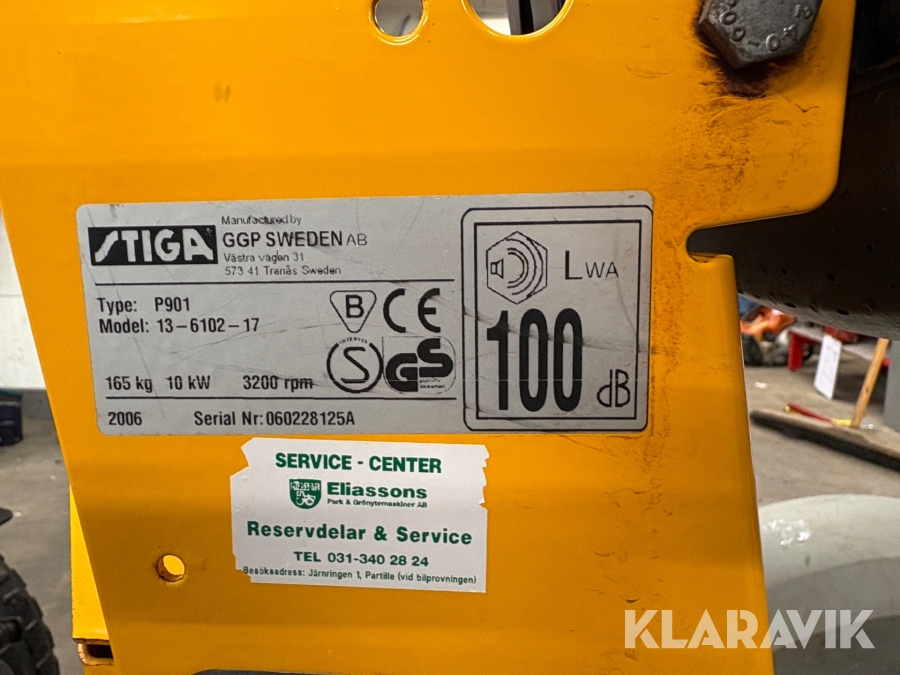 STIGA
Manufactured by
GGP SWEDEN AB
Västra vägen 31
573 41 Tranås Sweden
Type: P901
Model: 13-6102-17
165 kg 10 kW 3200 rpm
2006 Serial Nr: 060228125A
B CE
S GS
LWA
100
dB
SERVICE - CENTER
Eliassons
Park & Grönytemaskiner AB
Reservdelar & Service
TEL 031-340 28 24
Besöksadress: Järnringen 1, Partille (vid bilprovningen)
KLARAVIK